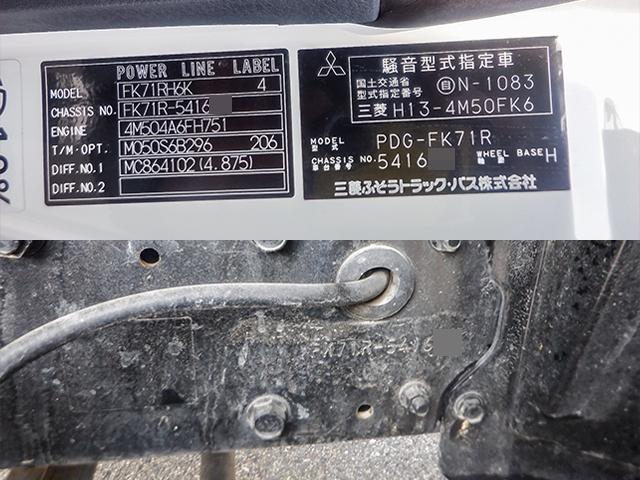 POWER LINE LABEL
MODEL FK71RH6K 4
CHASSIS NO. FK71R-5416
ENGINE 4M504A6FH751
T/M·OPT. M050S6B296 206
DIFF.NO.1 MC864102(4.875)
DIFF.NO.2
騒音型式指定車
国土交通省
型式指定番号 自N-1083
三菱 H13-4M50FK6
MODEL
型式 PDG-FK71R
CHASSIS NO.
車台番号 5416 WHEEL BASE H
三菱ふそうトラック・バス株式会社
FK71R-5416